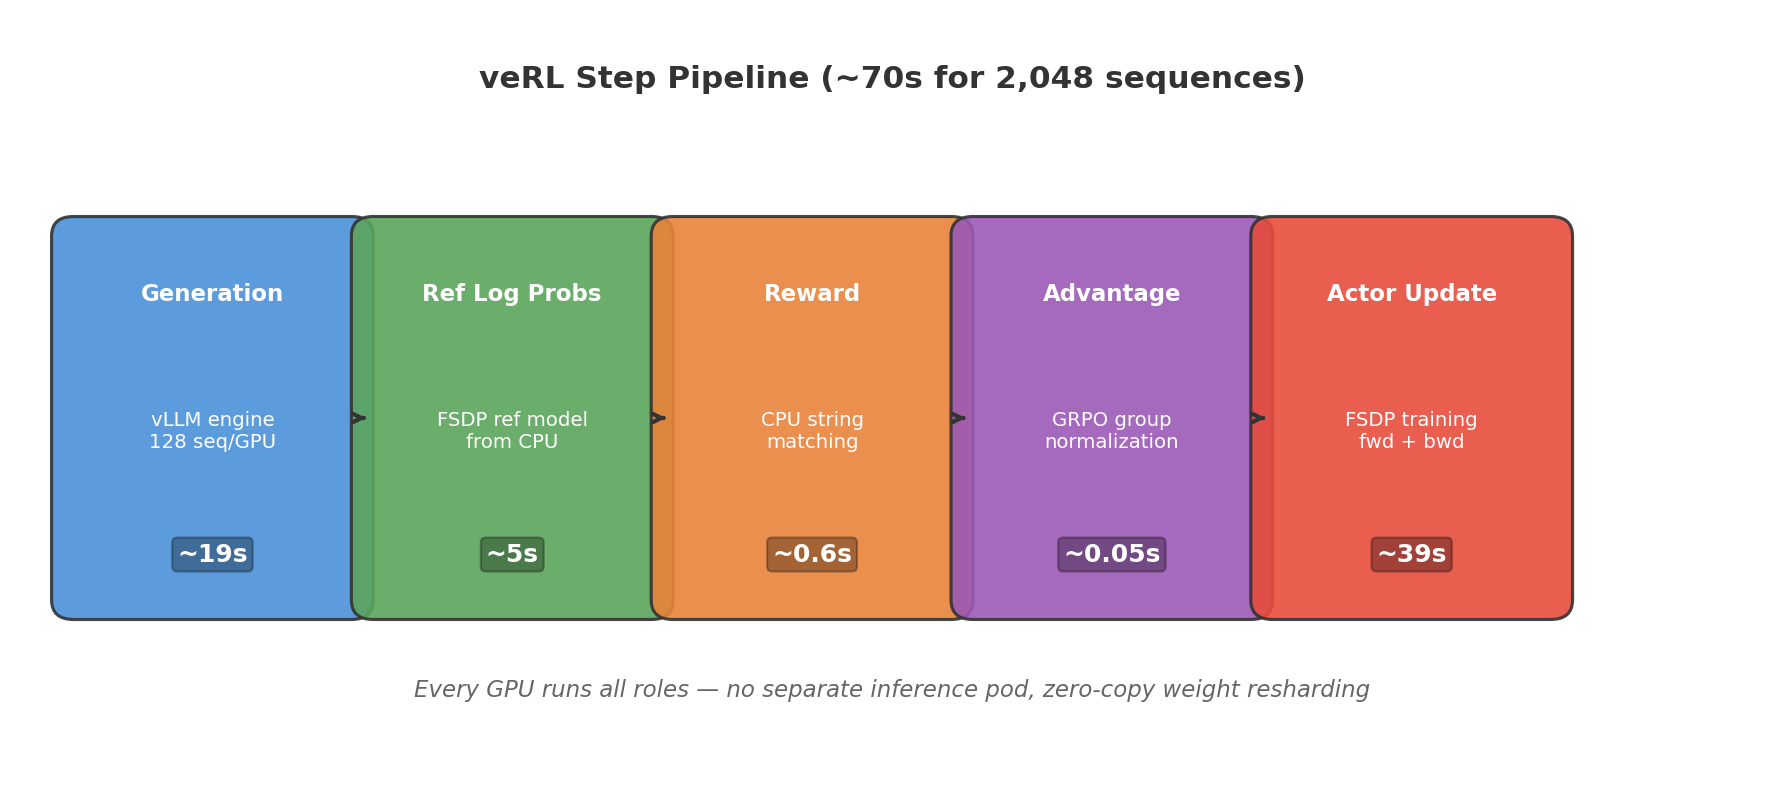 veRL Step Pipeline (~70s for 2,048 sequences)
Generation
vLLM engine
128 seq/GPU
~19s
Ref Log Probs
FSDP ref model
from CPU
~5s
Reward
CPU string
matching
~0.6s
Advantage
GRPO group
normalization
~0.05s
Actor Update
FSDP training
fwd + bwd
~39s
Every GPU runs all roles — no separate inference pod, zero-copy weight resharding